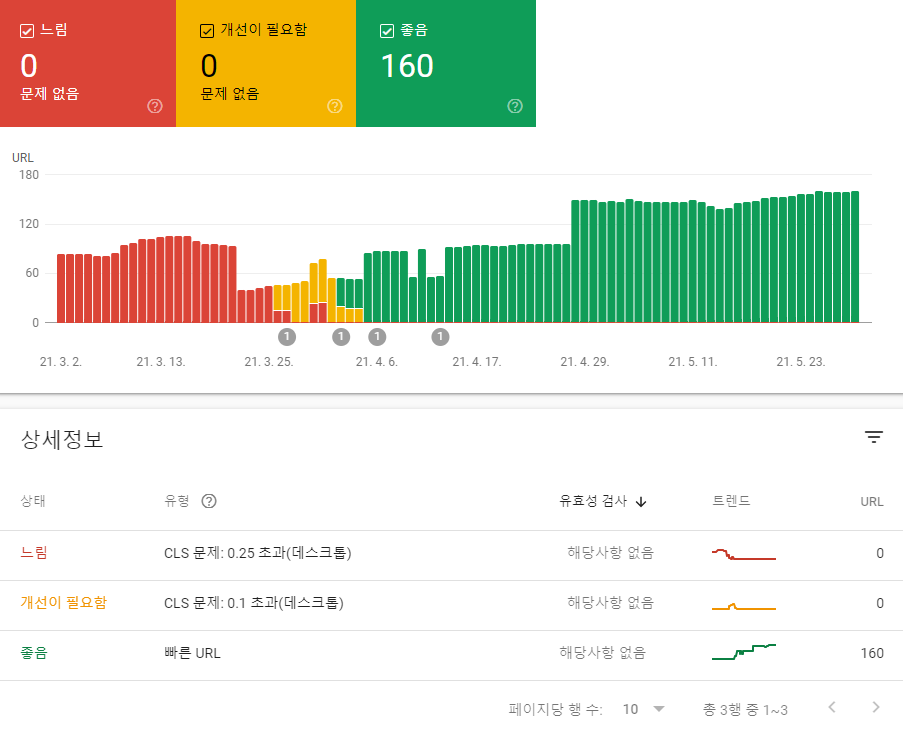 느림 개선이 필요함 좋음
0 0 160
문제 없음 문제 없음
URL
180
120
60
0
1 1 1 1
21. 3. 2. 21. 3. 13. 21. 3. 25. 21. 4. 6. 21. 4. 17. 21. 4. 29. 21. 5. 11. 21. 5. 23.
상세정보
상태 유형 유효성 검사 트렌드 URL
느림 CLS 문제: 0.25 초과(데스크톱) 해당사항 없음 0
개선이 필요함 CLS 문제: 0.1 초과(데스크톱) 해당사항 없음 0
좋음 빠른 URL 해당사항 없음 160
페이지당 행 수: 10 총 3행 중 1~3